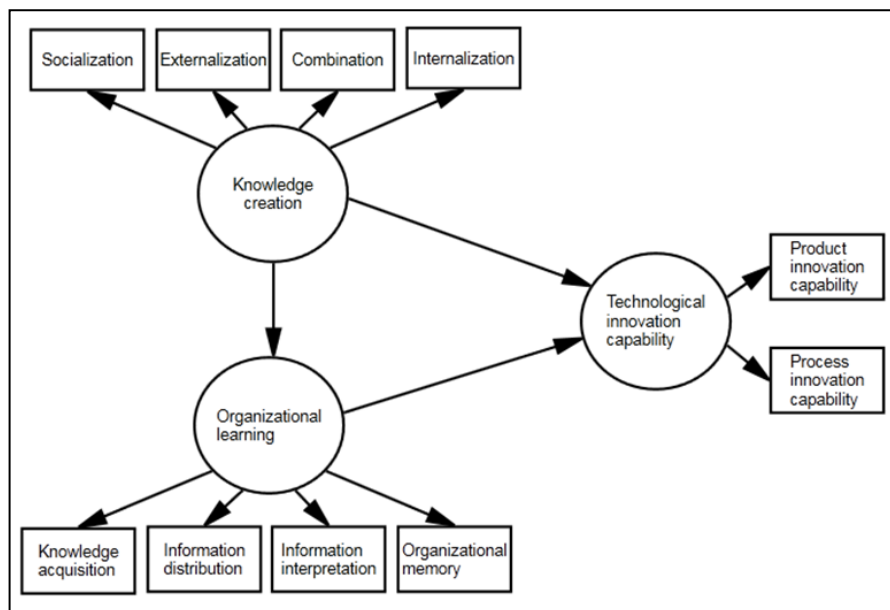 Socialization
Externalization
Combination
Internalization
Knowledge
creation
Product
innovation
capability
Technological
innovation
capability
Process
innovation
capability
Organizational
learning
Knowledge
acquisition
Information
distribution
Information
interpretation
Organizational
memory